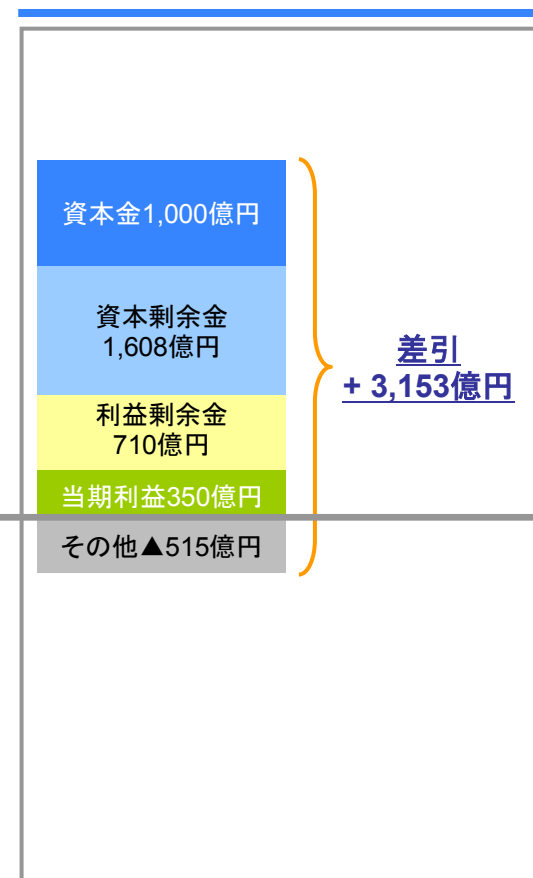 資本金1,000億円
資本剰余金
1,608億円
利益剰余金
710億円
当期利益350億円
その他▲515億円
差引
+ 3,153億円